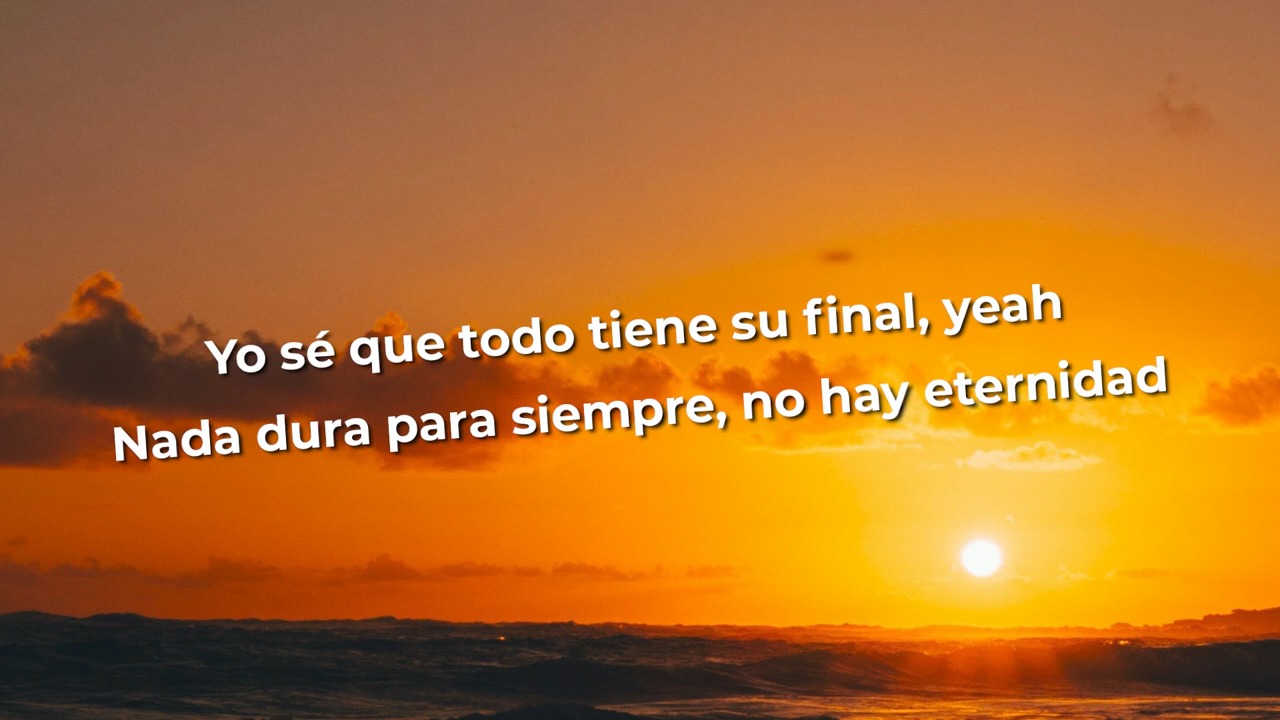 Yo sé que todo tiene su final, yeah
Nada dura para siempre, no hay eternidad